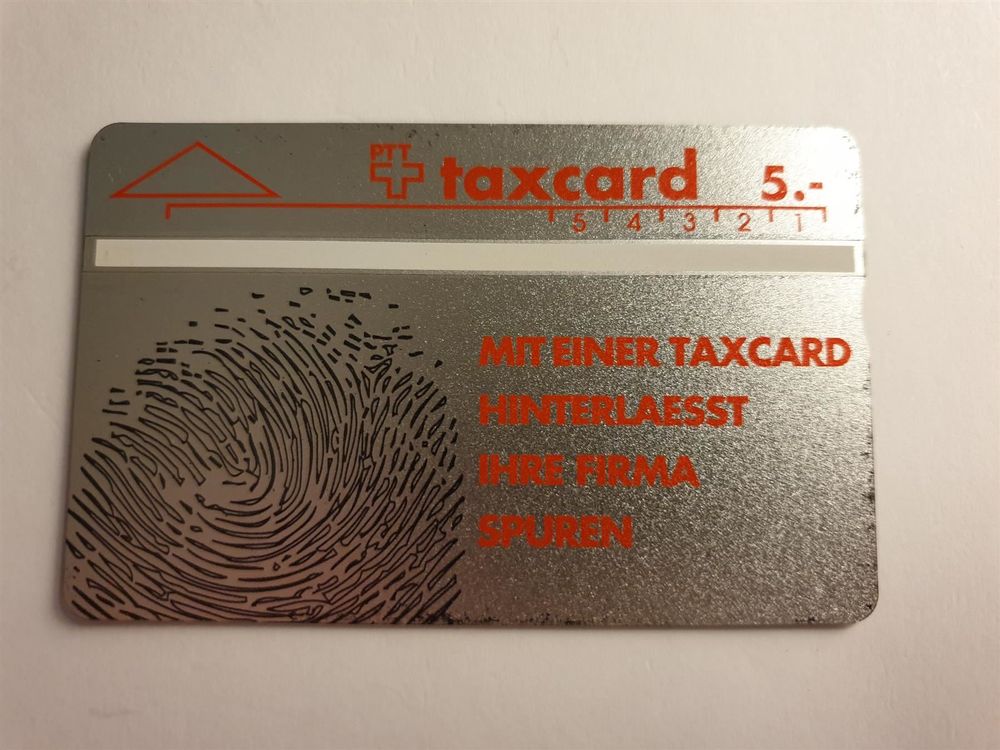 PTT
taxcard 5.-
5 4 3 2 1
MIT EINER TAXCARD
HINTERLAESST
IHRE FIRMA
SPUREN